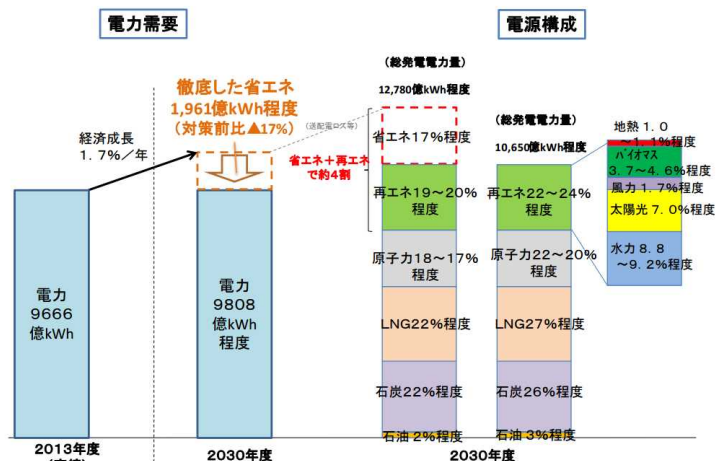 電力需要
電源構成
徹底した省エネ
1,961億kWh程度
(対策前比▲17%)
経済成長
1.7%/年
電力
9666
億kWh
電力
9808
億kWh
程度
2013年度
2030年度
(送配電ロス等)
(総発電電力量)
12,780億kWh程度
省エネ17%程度
省エネ+再エネ
で約4割
再エネ19~20%
程度
原子力18~17%
程度
LNG22%程度
石炭22%程度
石油 2%程度
(総発電電力量)
10,650億kWh程度
再エネ22~24%
程度
原子力22~20%
程度
LNG27%程度
石炭26%程度
石油 3%程度
地熱 1.0
~1.1%程度
バイオマス
3.7~4.6%程度
風力 1.7%程度
太陽光 7.0%程度
水力 8.8
~9.2%程度
2030年度